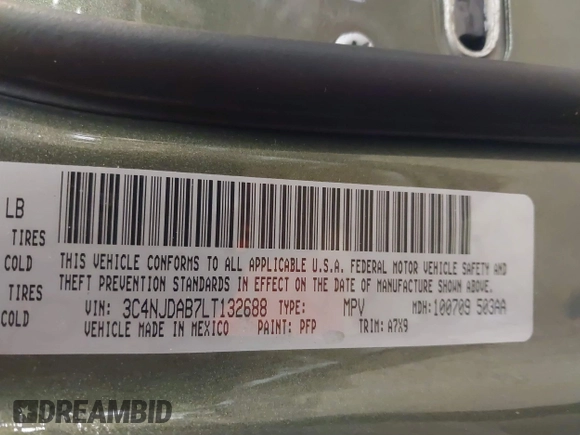 LB
TIRES
COLD
TIRES
COLD
THIS VEHICLE CONFORMS TO ALL APPLICABLE U.S.A. FEDERAL MOTOR VEHICLE SAFETY AND
THEFT PREVENTION STANDARDS IN EFFECT ON THE DATE OF MANUFACTURE SHOWN ABOVE.
VIN: 3C4NJDAB7LT132688 TYPE: MPV MDH: 100709 503AA
VEHICLE MADE IN MEXICO PAINT: PFP TRIM: A7X9
DREAMBID